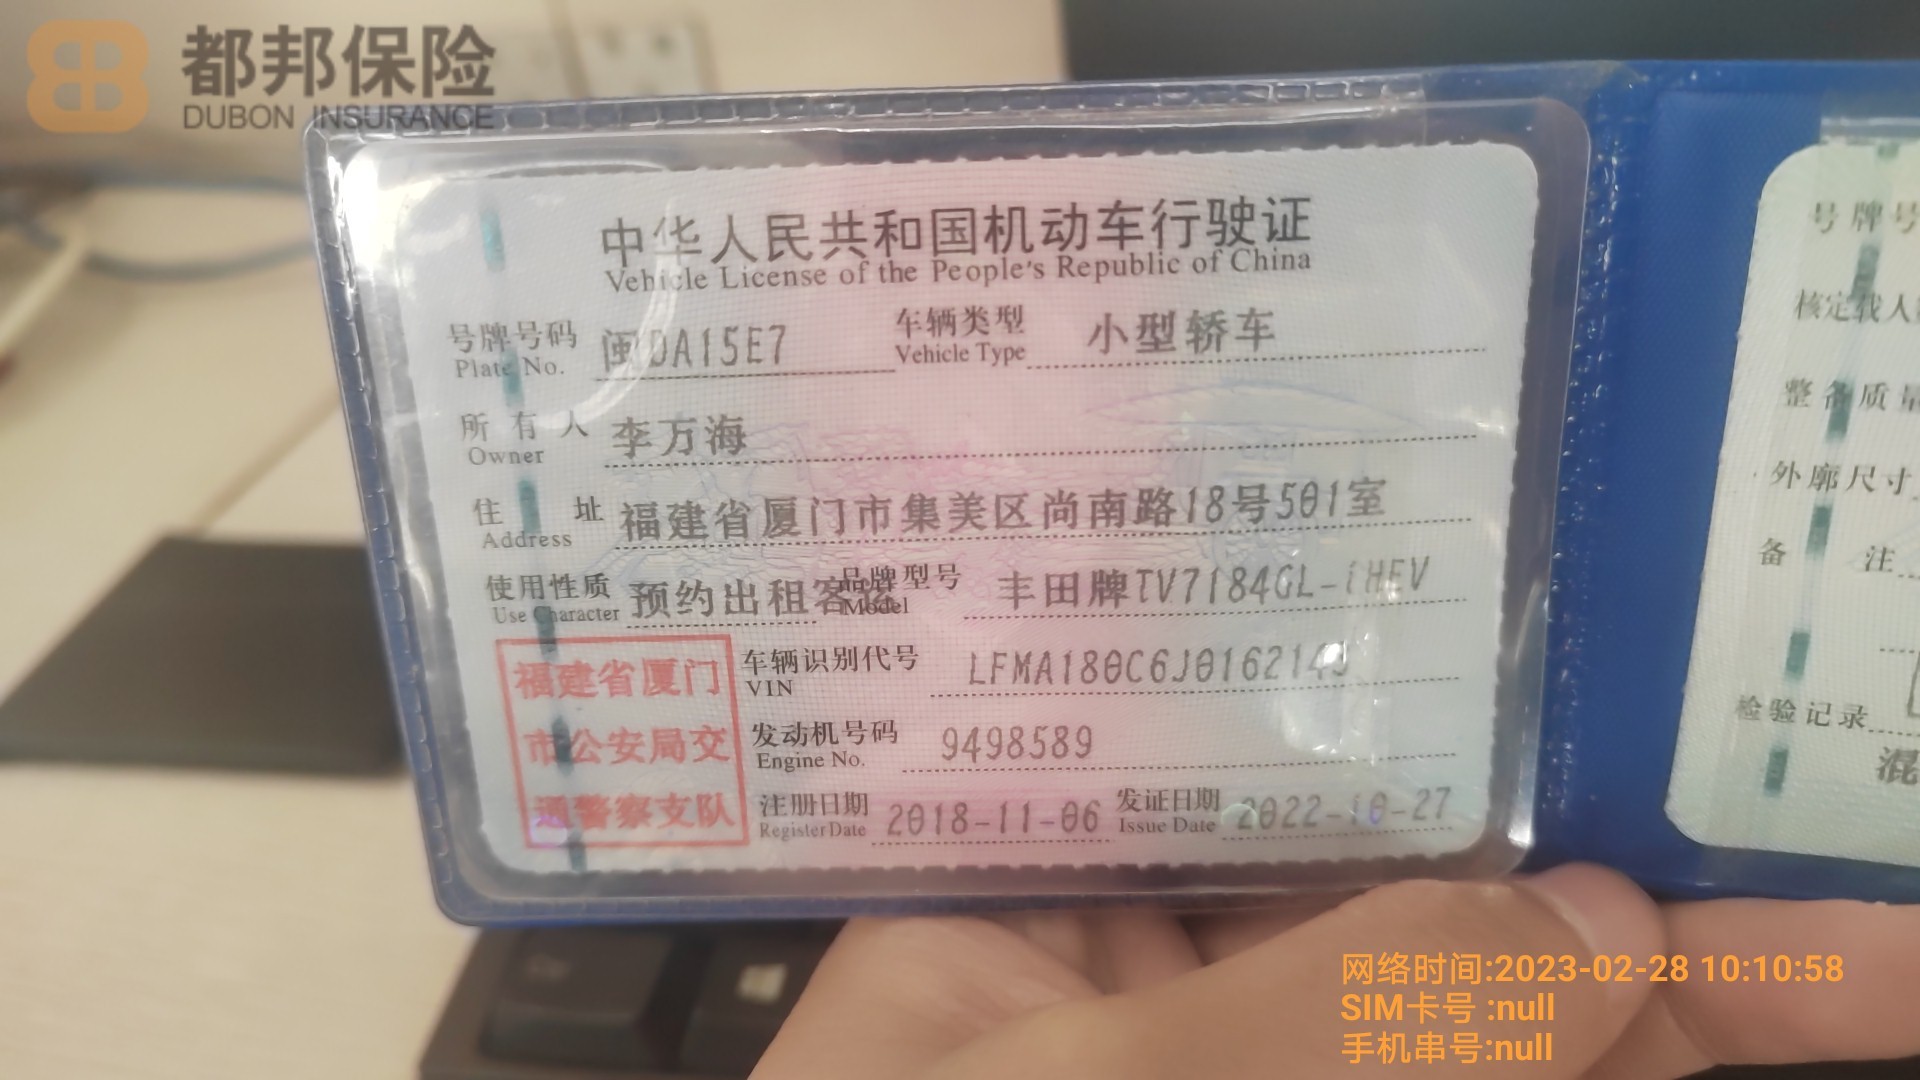 都邦保险
DUBON INSURANCE
中华人民共和国机动车行驶证
Vehicle License of the People's Republic of China
号牌号码 闽DA15E7 车辆类型 小型轿车
Plate No. Vehicle Type
所有人 李万海
Owner
住址 福建省厦门市集美区尚南路18号501室
Address
使用性质 预约出租客运 品牌型号 丰田牌TV7184GL-iHEV
Use Character Model
福建省厦门
市公安局交
通警察支队
车辆识别代号
VIN
发动机号码 9498589
Engine No.
注册日期 2018-11-06 发证日期 2022-10-27
Register Date Issue Date
号牌号
核定载人
整备质量
外廓尺寸
备注
检验记录
混
网络时间:2023-02-28 10:10:58
SIM卡号 :null
手机串号:null